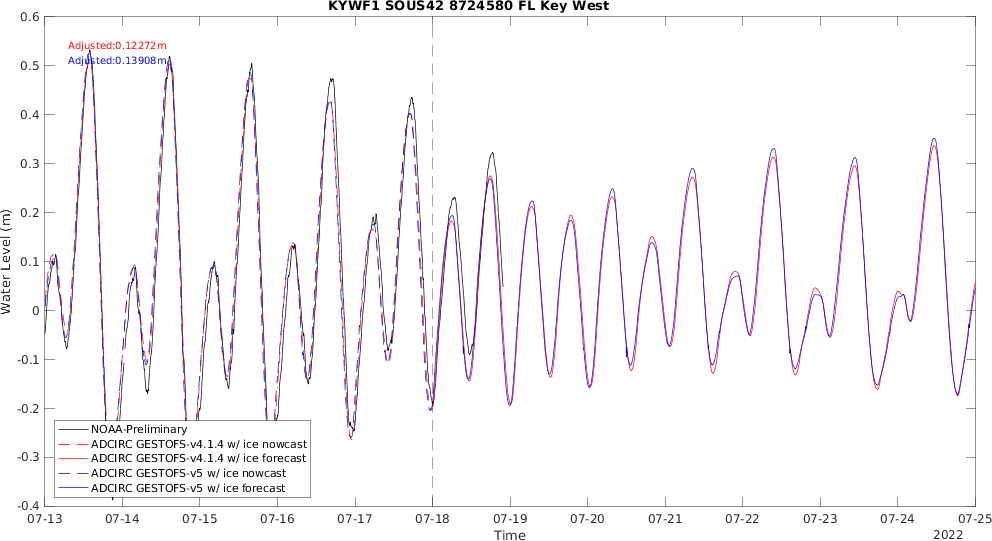 KYWF1 SOUS42 8724580 FL Key West
0.6
Adjusted:0.12272m
Adjusted:0.13908m
0.5
0.4
0.3
0.2
0.1
0
-0.1
-0.2
-0.3
-0.4
Water Level (m)
NOAA-Preliminary
ADCIRC GESTOFS-v4.1.4 w/ ice nowcast
ADCIRC GESTOFS-v4.1.4 w/ ice forecast
ADCIRC GESTOFS-v5 w/ ice nowcast
ADCIRC GESTOFS-v5 w/ ice forecast
07-13 07-14 07-15 07-16 07-17 07-18 07-19 07-20 07-21 07-22 07-23 07-24 07-25
Time
2022